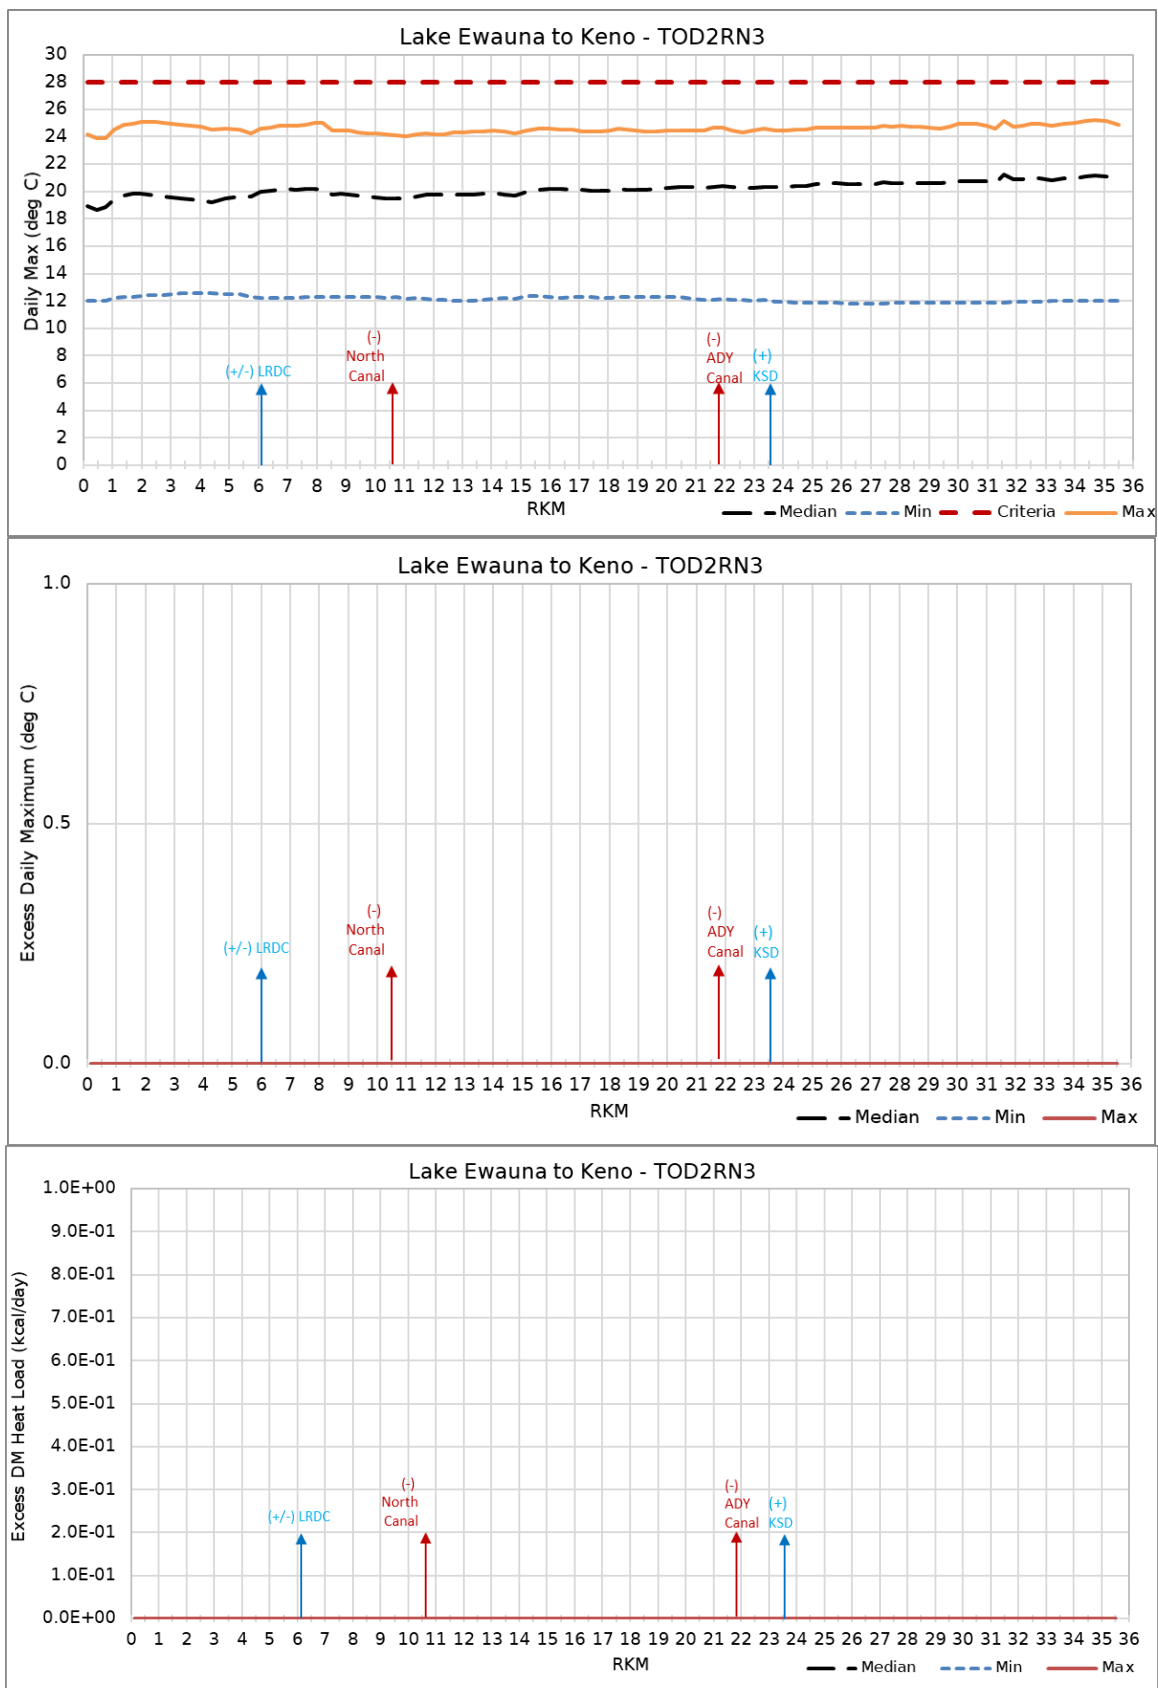 Lake Ewauna to Keno - TOD2RN3
Daily Max (deg C)
30
28
26
24
22
20
18
16
14
12
10
8
6
4
2
0
(+/-) LRDC
(-)
North
Canal
(-)
ADY
Canal
(+)
KSD
0 1 2 3 4 5 6 7 8 9 10 11 12 13 14 15 16 17 18 19 20 21 22 23 24 25 26 27 28 29 30 31 32 33 34 35 36
RKM
Median Min Criteria Max
Lake Ewauna to Keno - TOD2RN3
Excess Daily Maximum (deg C)
1.0
0.5
0.0
(+/-) LRDC
(-)
North
Canal
(-)
ADY
Canal
(+)
KSD
0 1 2 3 4 5 6 7 8 9 10 11 12 13 14 15 16 17 18 19 20 21 22 23 24 25 26 27 28 29 30 31 32 33 34 35 36
RKM
Median Min Max
Lake Ewauna to Keno - TOD2RN3
Excess DM Heat Load (kcal/day)
1.0E+00
9.0E-01
8.0E-01
7.0E-01
6.0E-01
5.0E-01
4.0E-01
3.0E-01
2.0E-01
1.0E-01
0.0E+00
(+/-) LRDC
(-)
North
Canal
(-)
ADY
Canal
(+)
KSD
0 1 2 3 4 5 6 7 8 9 10 11 12 13 14 15 16 17 18 19 20 21 22 23 24 25 26 27 28 29 30 31 32 33 34 35 36
RKM
Median Min Max